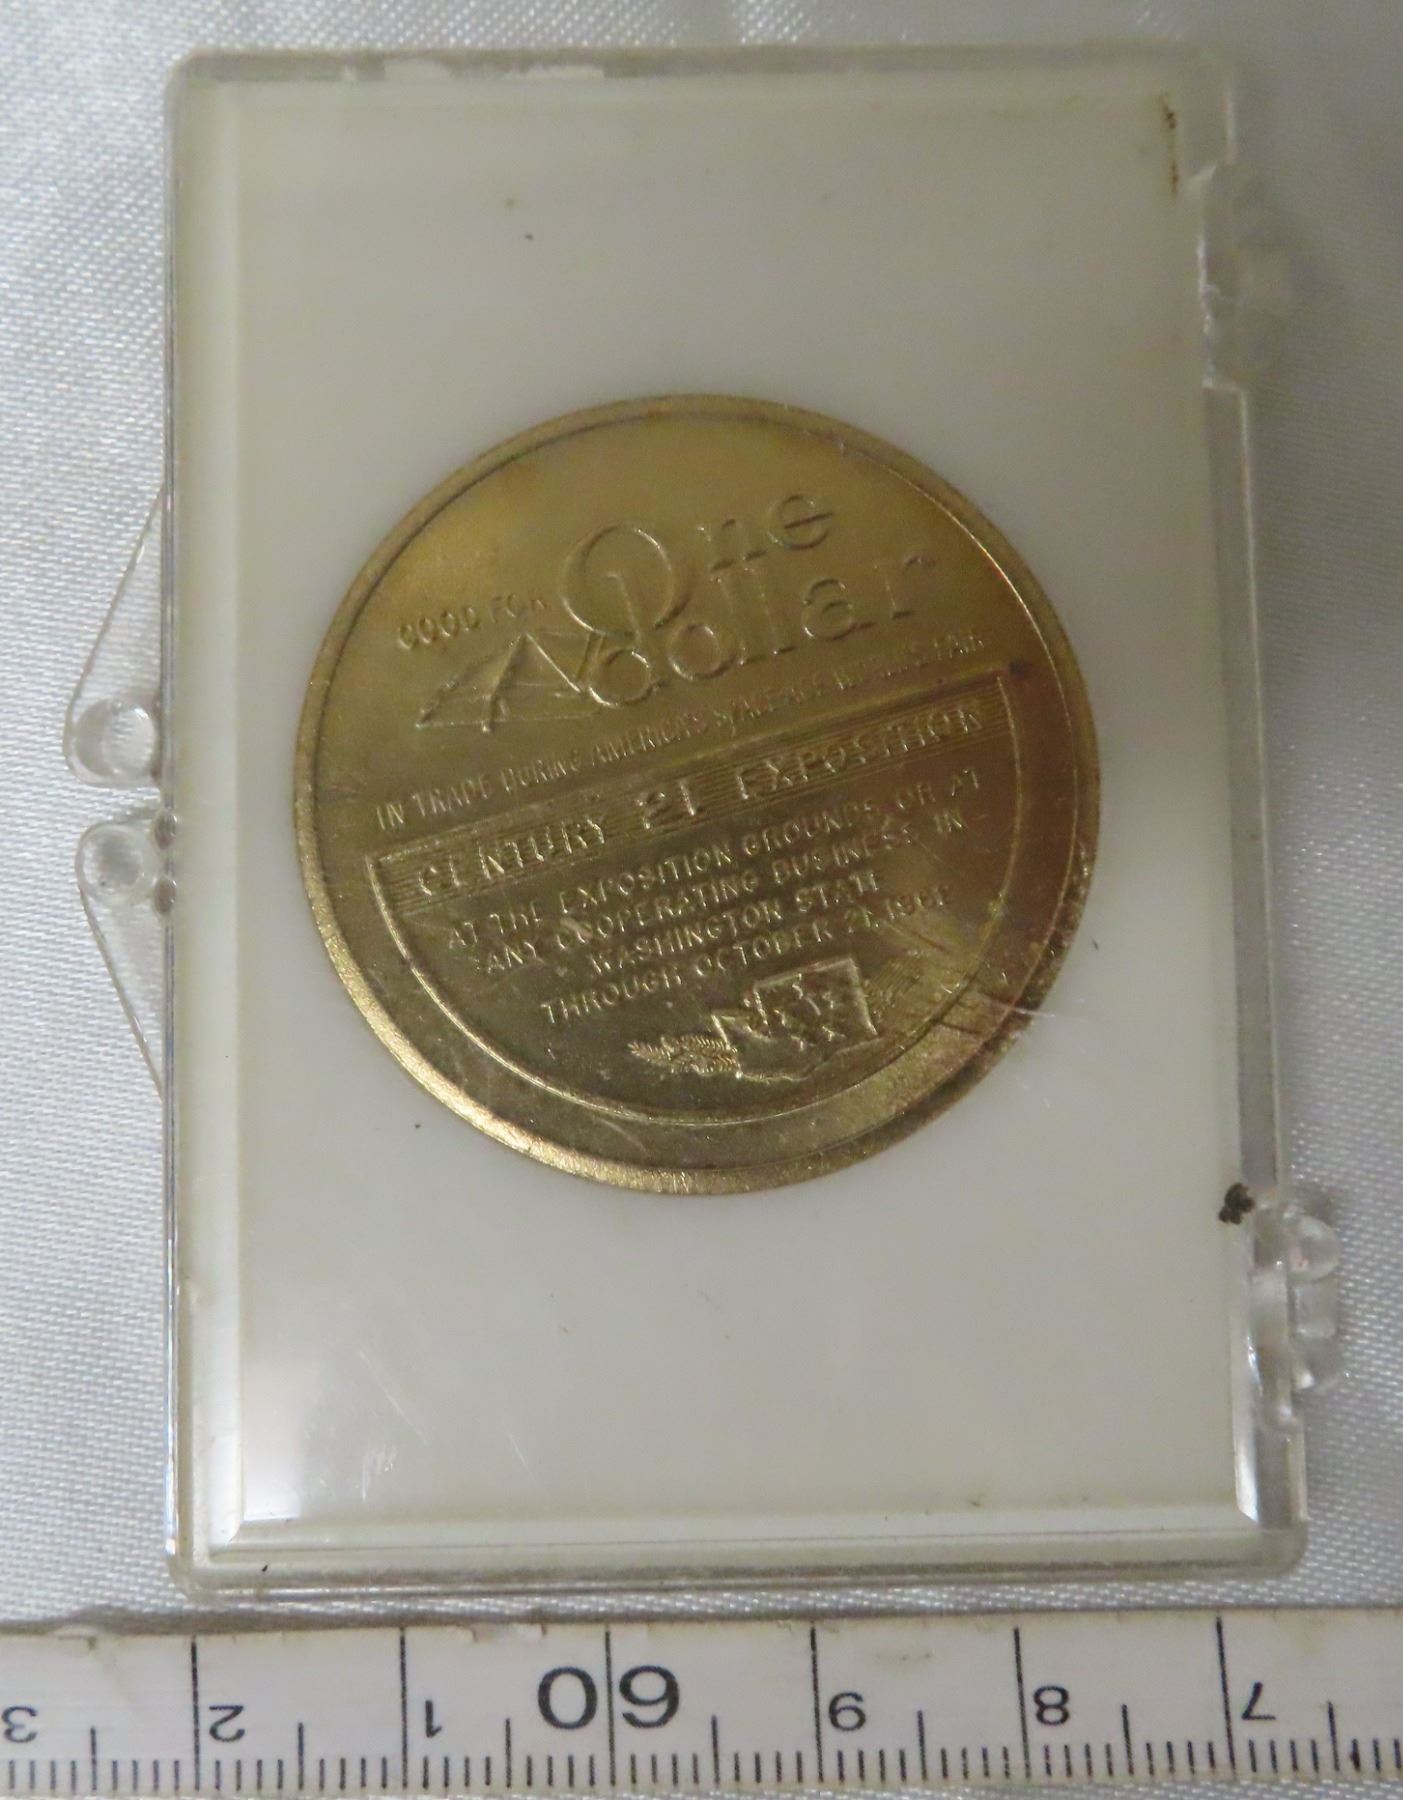 GOOD FOR One
dollar
IN TRADE DURING AMERICA'S SPACE AGE WORLD'S FAIR
CENTURY 21 EXPOSITION
AT THE EXPOSITION GROUNDS OR AT
ANY COOPERATING BUSINESS IN
WASHINGTON STATE
THROUGH OCTOBER 21, 1962
3 2 1 60 9 8 7